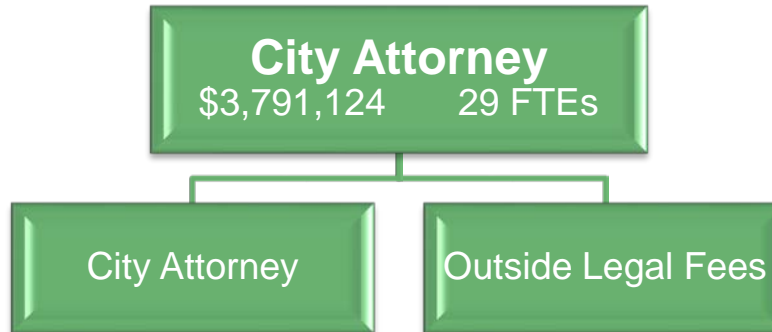 City Attorney
$3,791,124 29 FTEs
City Attorney
Outside Legal Fees